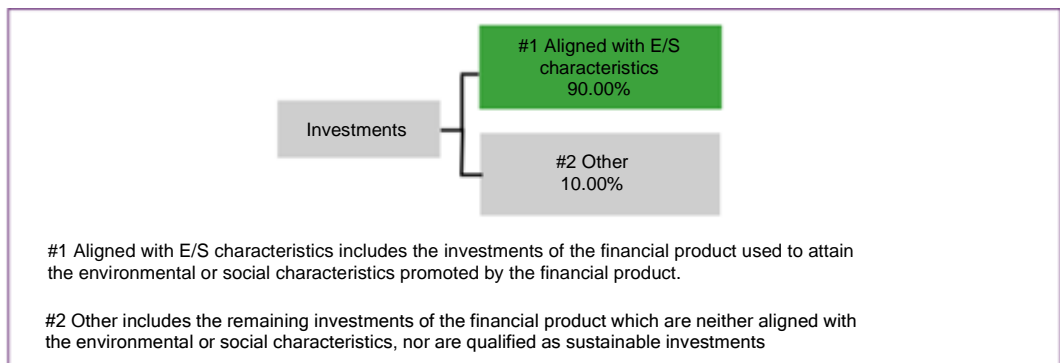 #1 Aligned with E/S
characteristics
90.00%
Investments
#2 Other
10.00%
#1 Aligned with E/S characteristics includes the investments of the financial product used to attain
the environmental or social characteristics promoted by the financial product.
#2 Other includes the remaining investments of the financial product which are neither aligned with
the environmental or social characteristics, nor are qualified as sustainable investments